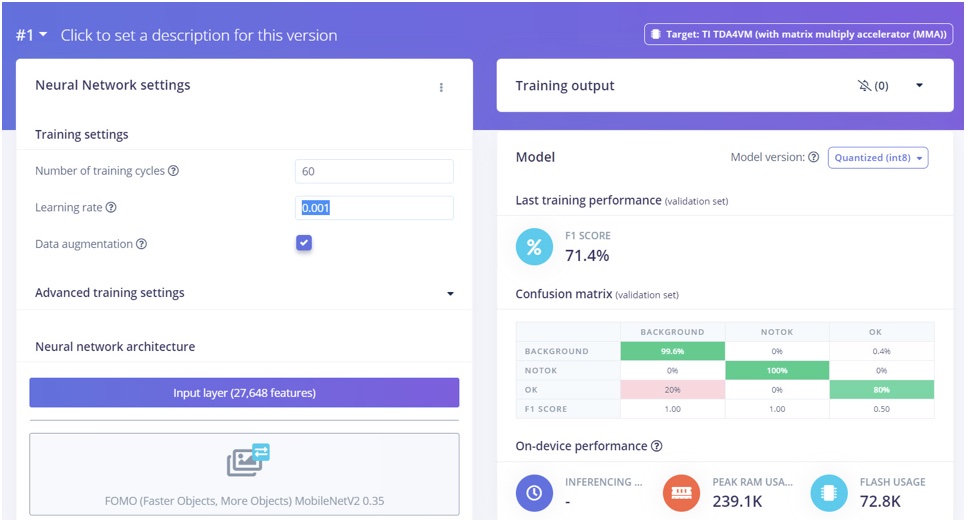 #1 Click to set a description for this version
Target: TI TDA4VM (with matrix multiply accelerator (MMA))
Neural Network settings
Training settings
Number of training cycles ?
60
Learning rate ?
0.001
Data augmentation ?
Advanced training settings
Neural network architecture
Input layer (27,648 features)
FOMO (Faster Objects, More Objects) MobileNetV2 0.35
Training output
(0)
Model
Model version: ? Quantized (int8)
Last training performance (validation set)
%
F1 SCORE
71.4%
Confusion matrix (validation set)
BACKGROUND NOTOK OK
BACKGROUND 99.6% 0% 0.4%
NOTOK 0% 100% 0%
OK 20% 0% 80%
F1 SCORE 1.00 1.00 0.50
On-device performance ?
INFERENCING ...
-
PEAK RAM USA...
239.1K
FLASH USAGE
72.8K